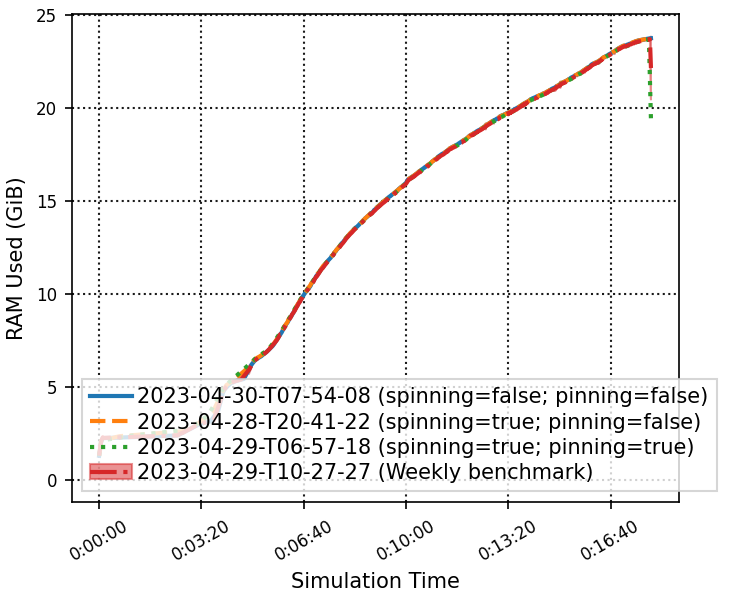 25
20
15
10
5
0
RAM Used (GiB)
2023-04-30-T07-54-08 (spinning=false; pinning=false)
2023-04-28-T20-41-22 (spinning=true; pinning=false)
2023-04-29-T06-57-18 (spinning=true; pinning=true)
2023-04-29-T10-27-27 (Weekly benchmark)
0:00:00
0:03:20
0:06:40
0:10:00
0:13:20
0:16:40
Simulation Time